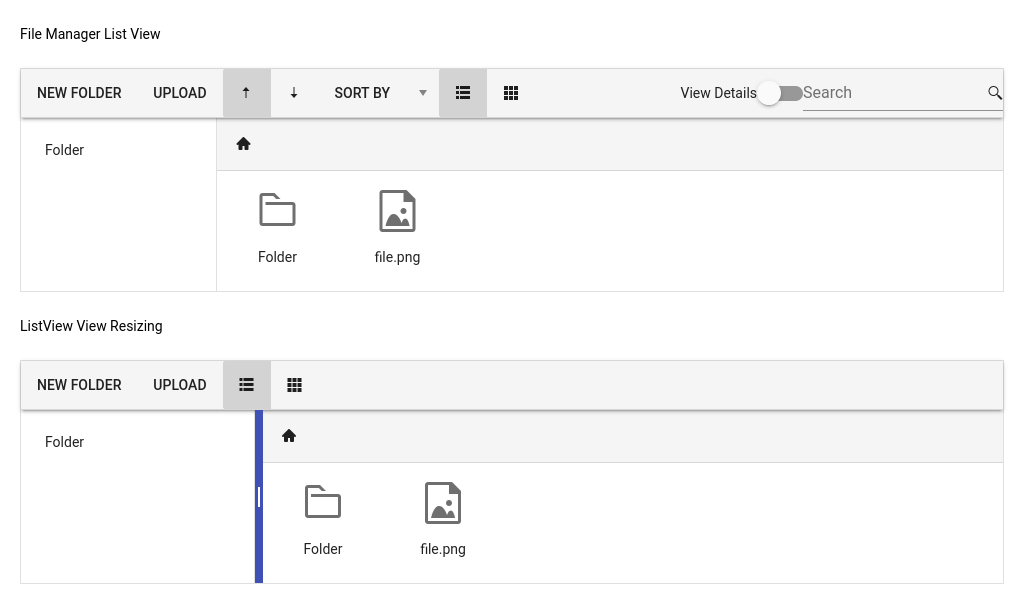 File Manager List View
NEW FOLDER UPLOAD SORT BY View Details Search
Folder
Folder file.png
ListView View Resizing
NEW FOLDER UPLOAD
Folder
Folder file.png